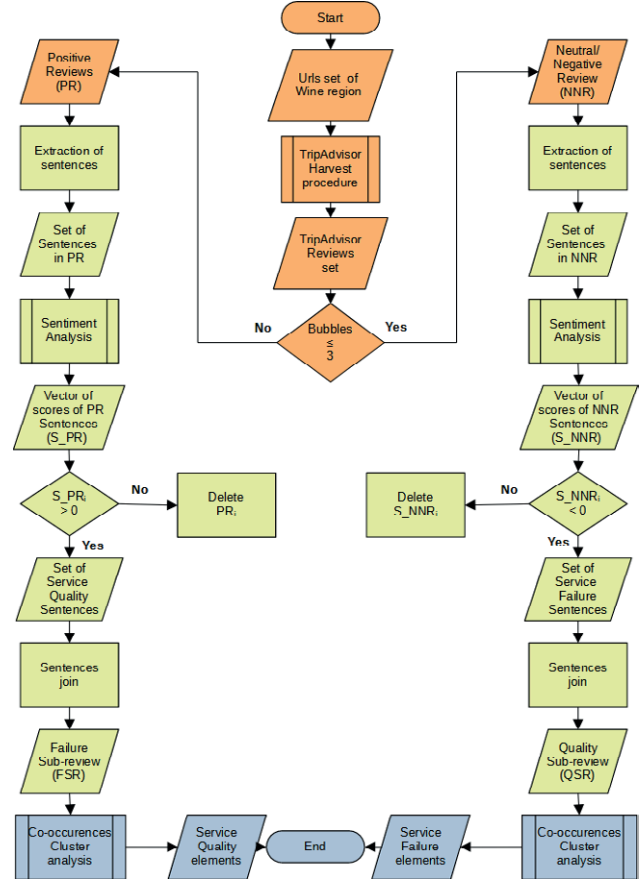 Start
Positive
Reviews
(PR)
Urls set of
Wine region
Neutral/
Negative
Review
(NNR)
Extraction of
sentences
TripAdvisor
Harvest
procedure
Extraction of
sentences
Set of
Sentences
in PR
TripAdvisor
Reviews
set
Set of
Sentences
in NNR
Sentiment
Analysis
No
Bubbles
≤
3
Yes
Sentiment
Analysis
Vector of
scores of PR
Sentences
(S_PR)
Vector of
scores of NNR
Sentences
(S_NNR)
S_PRi
> 0
No
Delete
PRi
Delete
S_NNRi
No
S_NNRi
< 0
Yes
Yes
Set of
Service
Quality
Sentences
Set of
Service
Failure
Sentences
Sentences
join
Sentences
join
Failure
Sub-review
(FSR)
Quality
Sub-review
(QSR)
Co-occurences
Cluster
analysis
Service
Quality
elements
End
Service
Failure
elements
Co-occurences
Cluster
analysis